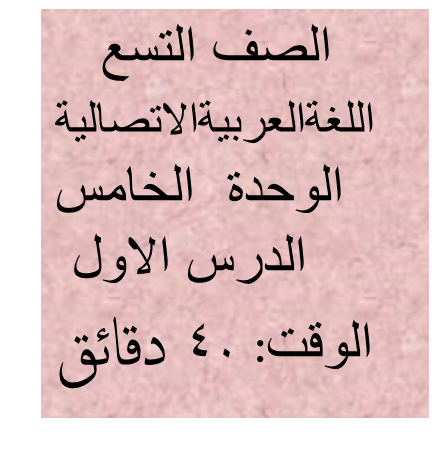 الصف التسع
اللغةالعربيةالاتصالية
الوحدة الخامس
الدرس الاول
الوقت: ٤٠ دقائق